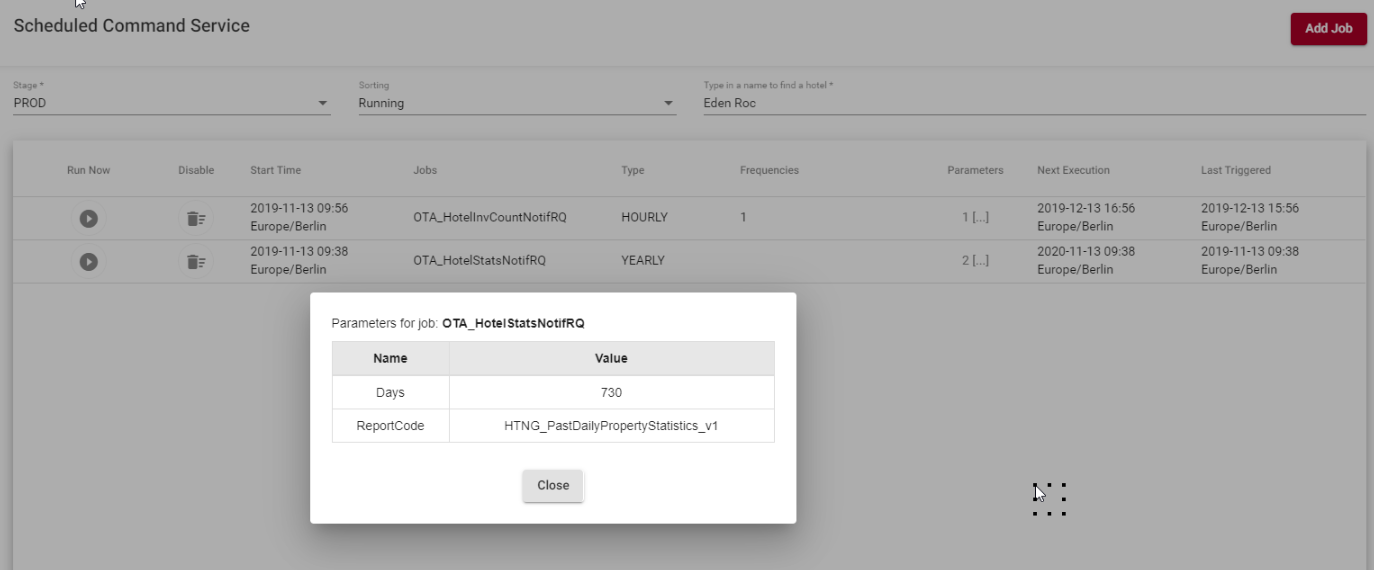 Scheduled Command Service
Add Job
Stage *
PROD
Sorting
Running
Type in a name to find a hotel *
Eden Roc
Run Now Disable Start Time Jobs Type Frequencies Parameters Next Execution Last Triggered
2019-11-13 09:56 Europe/Berlin OTA_HotelInvCountNotifRQ HOURLY 1 1 [...] 2019-12-13 16:56 Europe/Berlin 2019-12-13 15:56 Europe/Berlin
2019-11-13 09:38 Europe/Berlin OTA_HotelStatsNotifRQ YEARLY 2 [...] 2020-11-13 09:38 Europe/Berlin 2019-11-13 09:38 Europe/Berlin
Parameters for job: OTA_HotelStatsNotifRQ
Name Value
Days 730
ReportCode HTNG_PastDailyPropertyStatistics_v1
Close